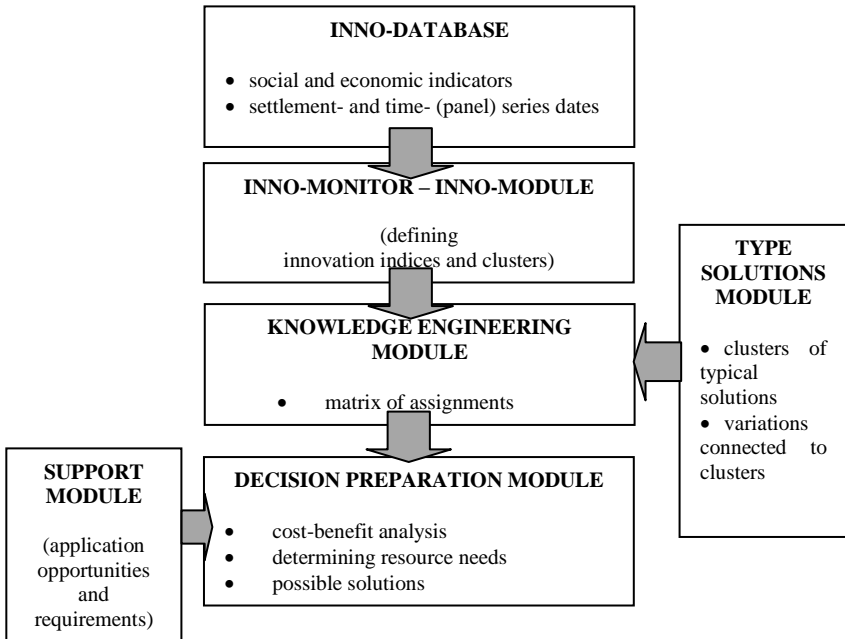 INNO-DATABASE
• social and economic indicators
• settlement- and time- (panel) series dates
INNO-MONITOR – INNO-MODULE
(defining
innovation indices and clusters)
KNOWLEDGE ENGINEERING
MODULE
• matrix of assignments
TYPE
SOLUTIONS
MODULE
• clusters of
typical
solutions
• variations
connected to
clusters
SUPPORT
MODULE
(application
opportunities
and
requirements)
DECISION PREPARATION MODULE
• cost-benefit analysis
• determining resource needs
• possible solutions